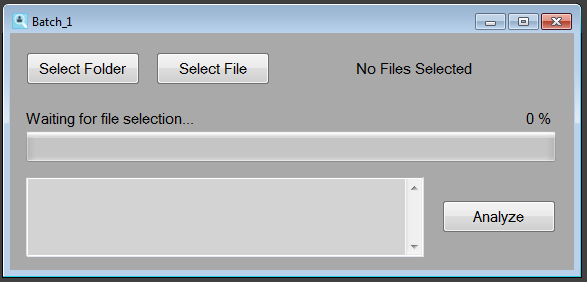 Batch_1
Select Folder
Select File
No Files Selected
Waiting for file selection...
0 %
Analyze